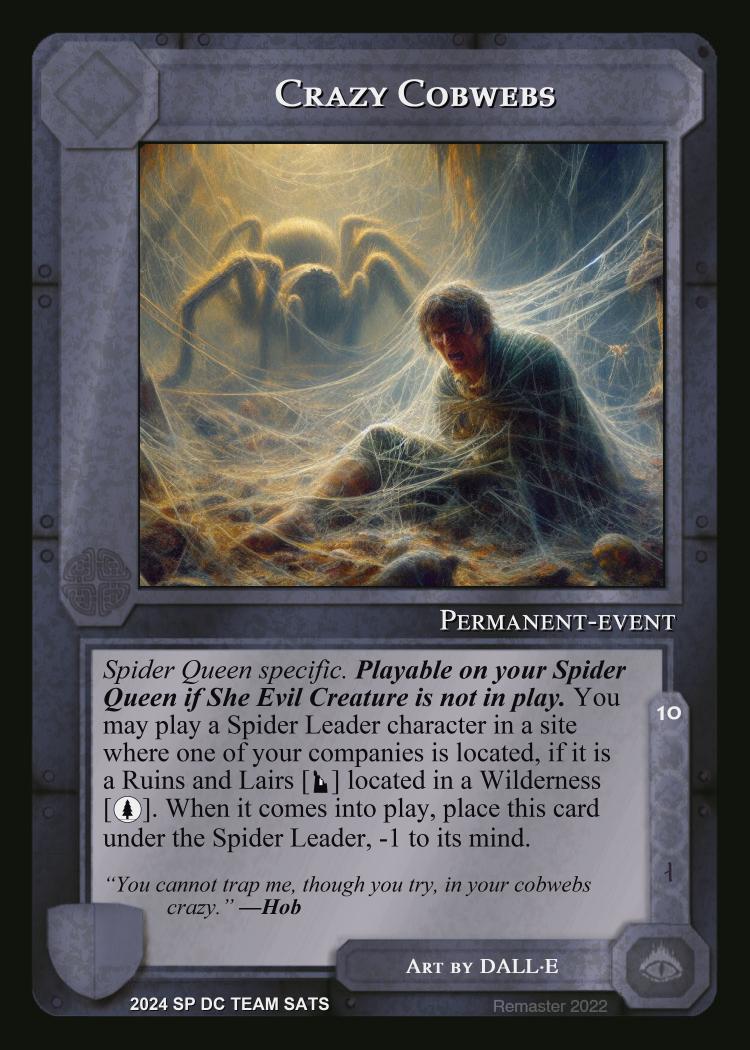 Crazy Cobwebs
Permanent-event
Spider Queen specific. Playable on your Spider
Queen if She Evil Creature is not in play. You
may play a Spider Leader character in a site
where one of your companies is located, if it is
a Ruins and Lairs [] located in a Wilderness
[]. When it comes into play, place this card
under the Spider Leader, -1 to its mind.
10
“You cannot trap me, though you try, in your cobwebs
crazy.” —Hob
Art by DALL·E
2024 SP DC TEAM SATS
Remaster 2022